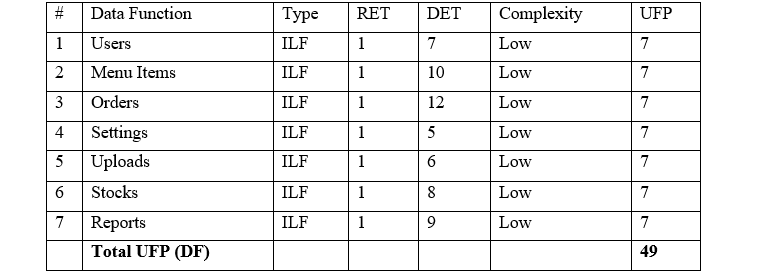 # Data Function Type RET DET Complexity UFP
1 Users ILF 1 7 Low 7
2 Menu Items ILF 1 10 Low 7
3 Orders ILF 1 12 Low 7
4 Settings ILF 1 5 Low 7
5 Uploads ILF 1 6 Low 7
6 Stocks ILF 1 8 Low 7
7 Reports ILF 1 9 Low 7
Total UFP (DF) 49